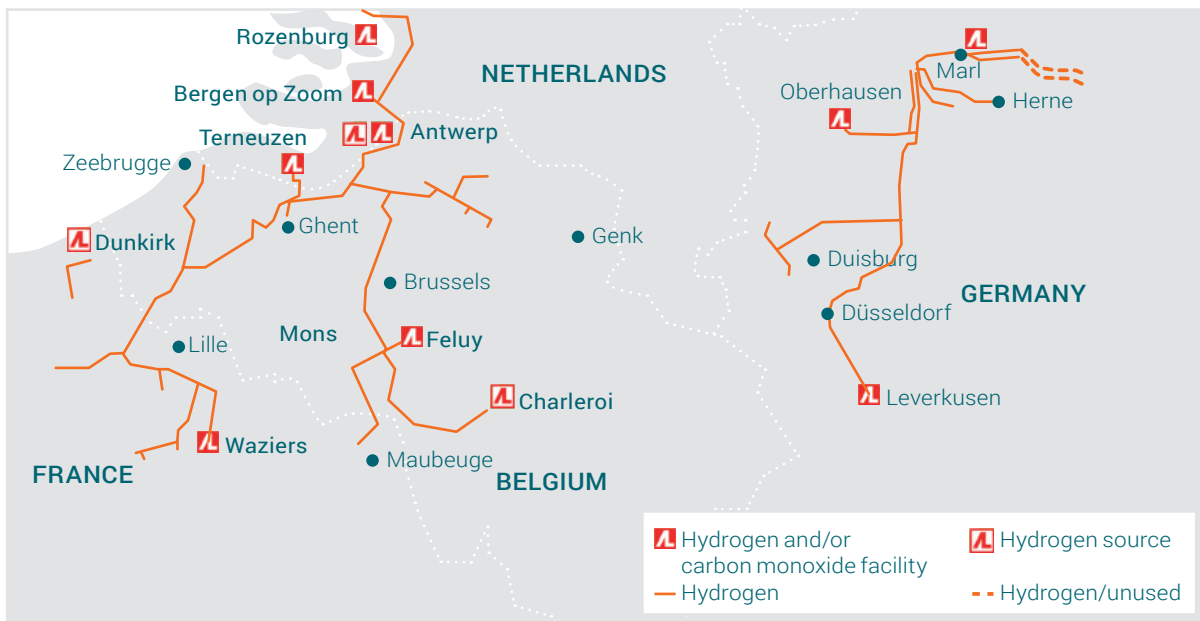 Rozenburg
NETHERLANDS
Marl
Bergen op Zoom
Oberhausen
Herne
Terneuzen
Antwerp
Zeebrugge
Ghent
Dunkirk
Genk
Duisburg
Brussels
GERMANY
Düsseldorf
Mons
Lille
Feluy
Charleroi
Leverkusen
Waziers
Maubeuge
FRANCE
BELGIUM
Hydrogen and/or
carbon monoxide facility
Hydrogen source
Hydrogen
Hydrogen/unused